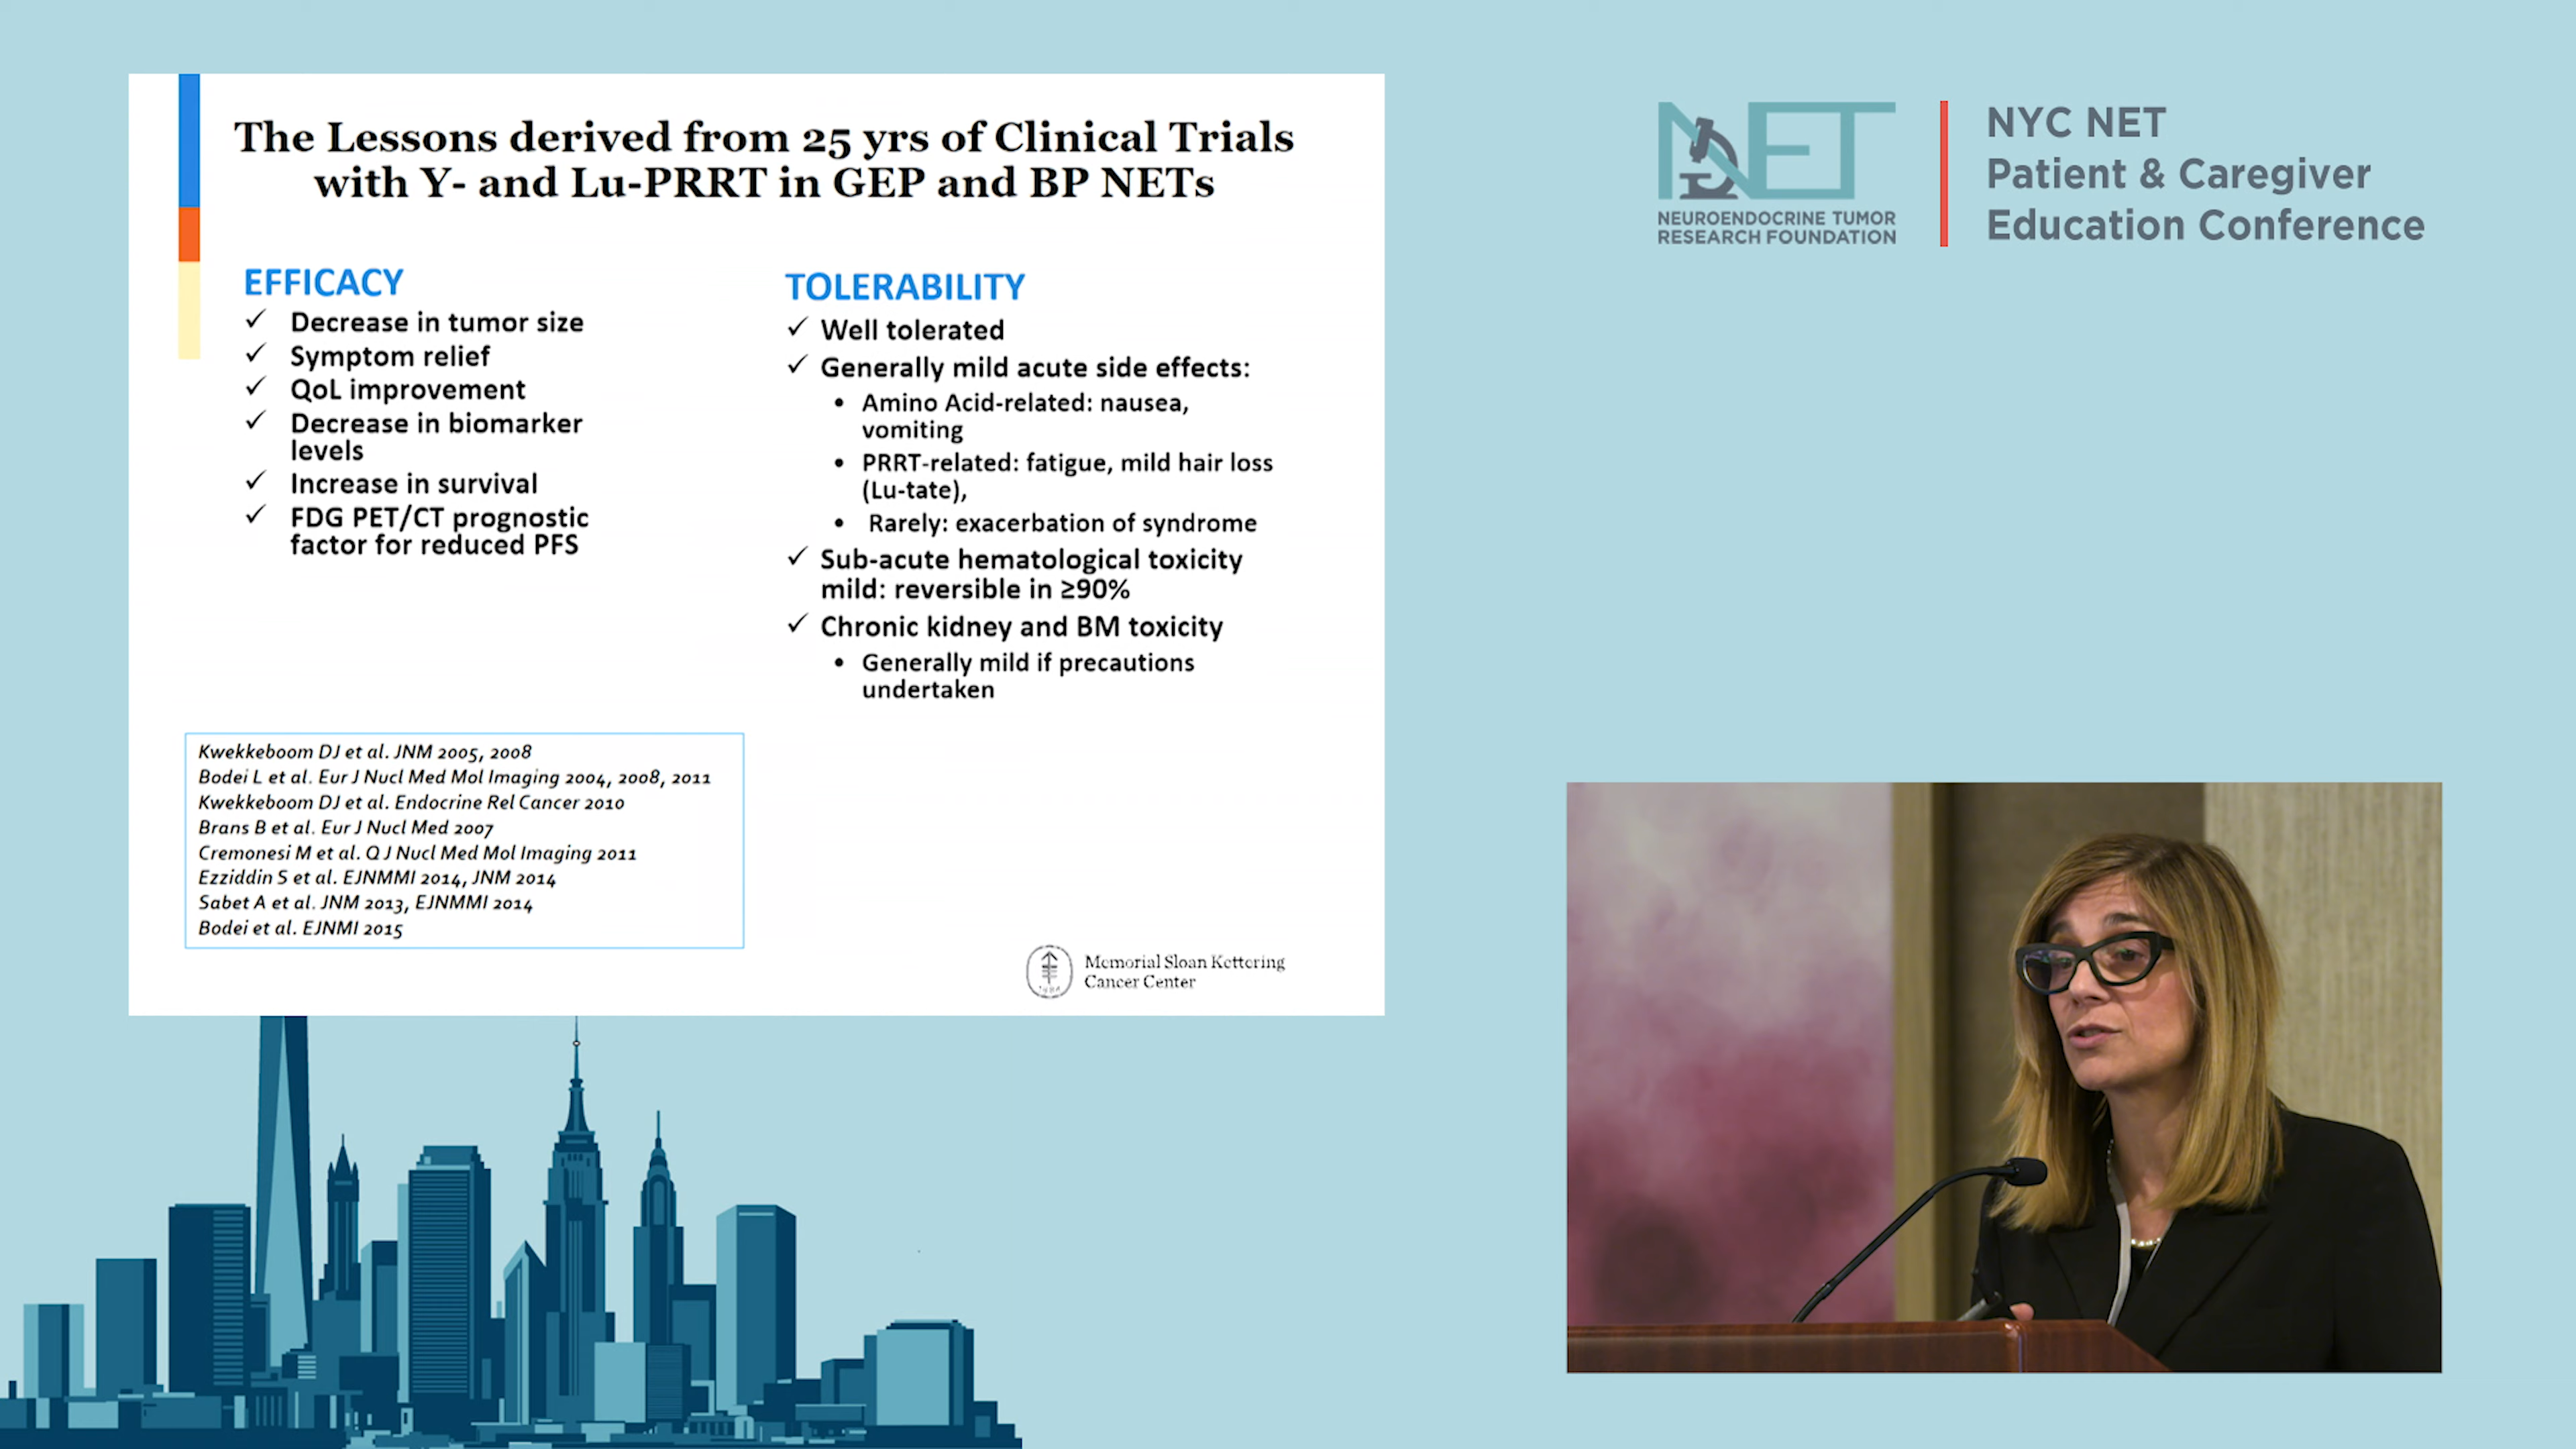 The Lessons derived from 25 yrs of Clinical Trials
with Y- and Lu-PRRT in GEP and BP NETs
EFFICACY
✓ Decrease in tumor size
✓ Symptom relief
✓ QoL improvement
✓ Decrease in biomarker
levels
✓ Increase in survival
✓ FDG PET/CT prognostic
factor for reduced PFS
TOLERABILITY
✓ Well tolerated
✓ Generally mild acute side effects:
• Amino Acid-related: nausea,
vomiting
• PRRT-related: fatigue, mild hair loss
(Lu-tate),
• Rarely: exacerbation of syndrome
✓ Sub-acute hematological toxicity
mild: reversible in ≥90%
✓ Chronic kidney and BM toxicity
• Generally mild if precautions
undertaken
Kwekkeboom DJ et al. JNM 2005, 2008
Bodei L et al. Eur J Nucl Med Mol Imaging 2004, 2008, 2011
Kwekkeboom DJ et al. Endocrine Rel Cancer 2010
Brans B et al. Eur J Nucl Med 2007
Cremonesi M et al. Q J Nucl Med Mol Imaging 2011
Ezziddin S et al. EJNMMI 2014, JNM 2014
Sabet A et al. JNM 2013, EJNMMI 2014
Bodei et al. EJNMI 2015
Memorial Sloan Kettering
Cancer Center
NET
NEUROENDOCRINE TUMOR
RESEARCH FOUNDATION
NYC NET
Patient & Caregiver
Education Conference